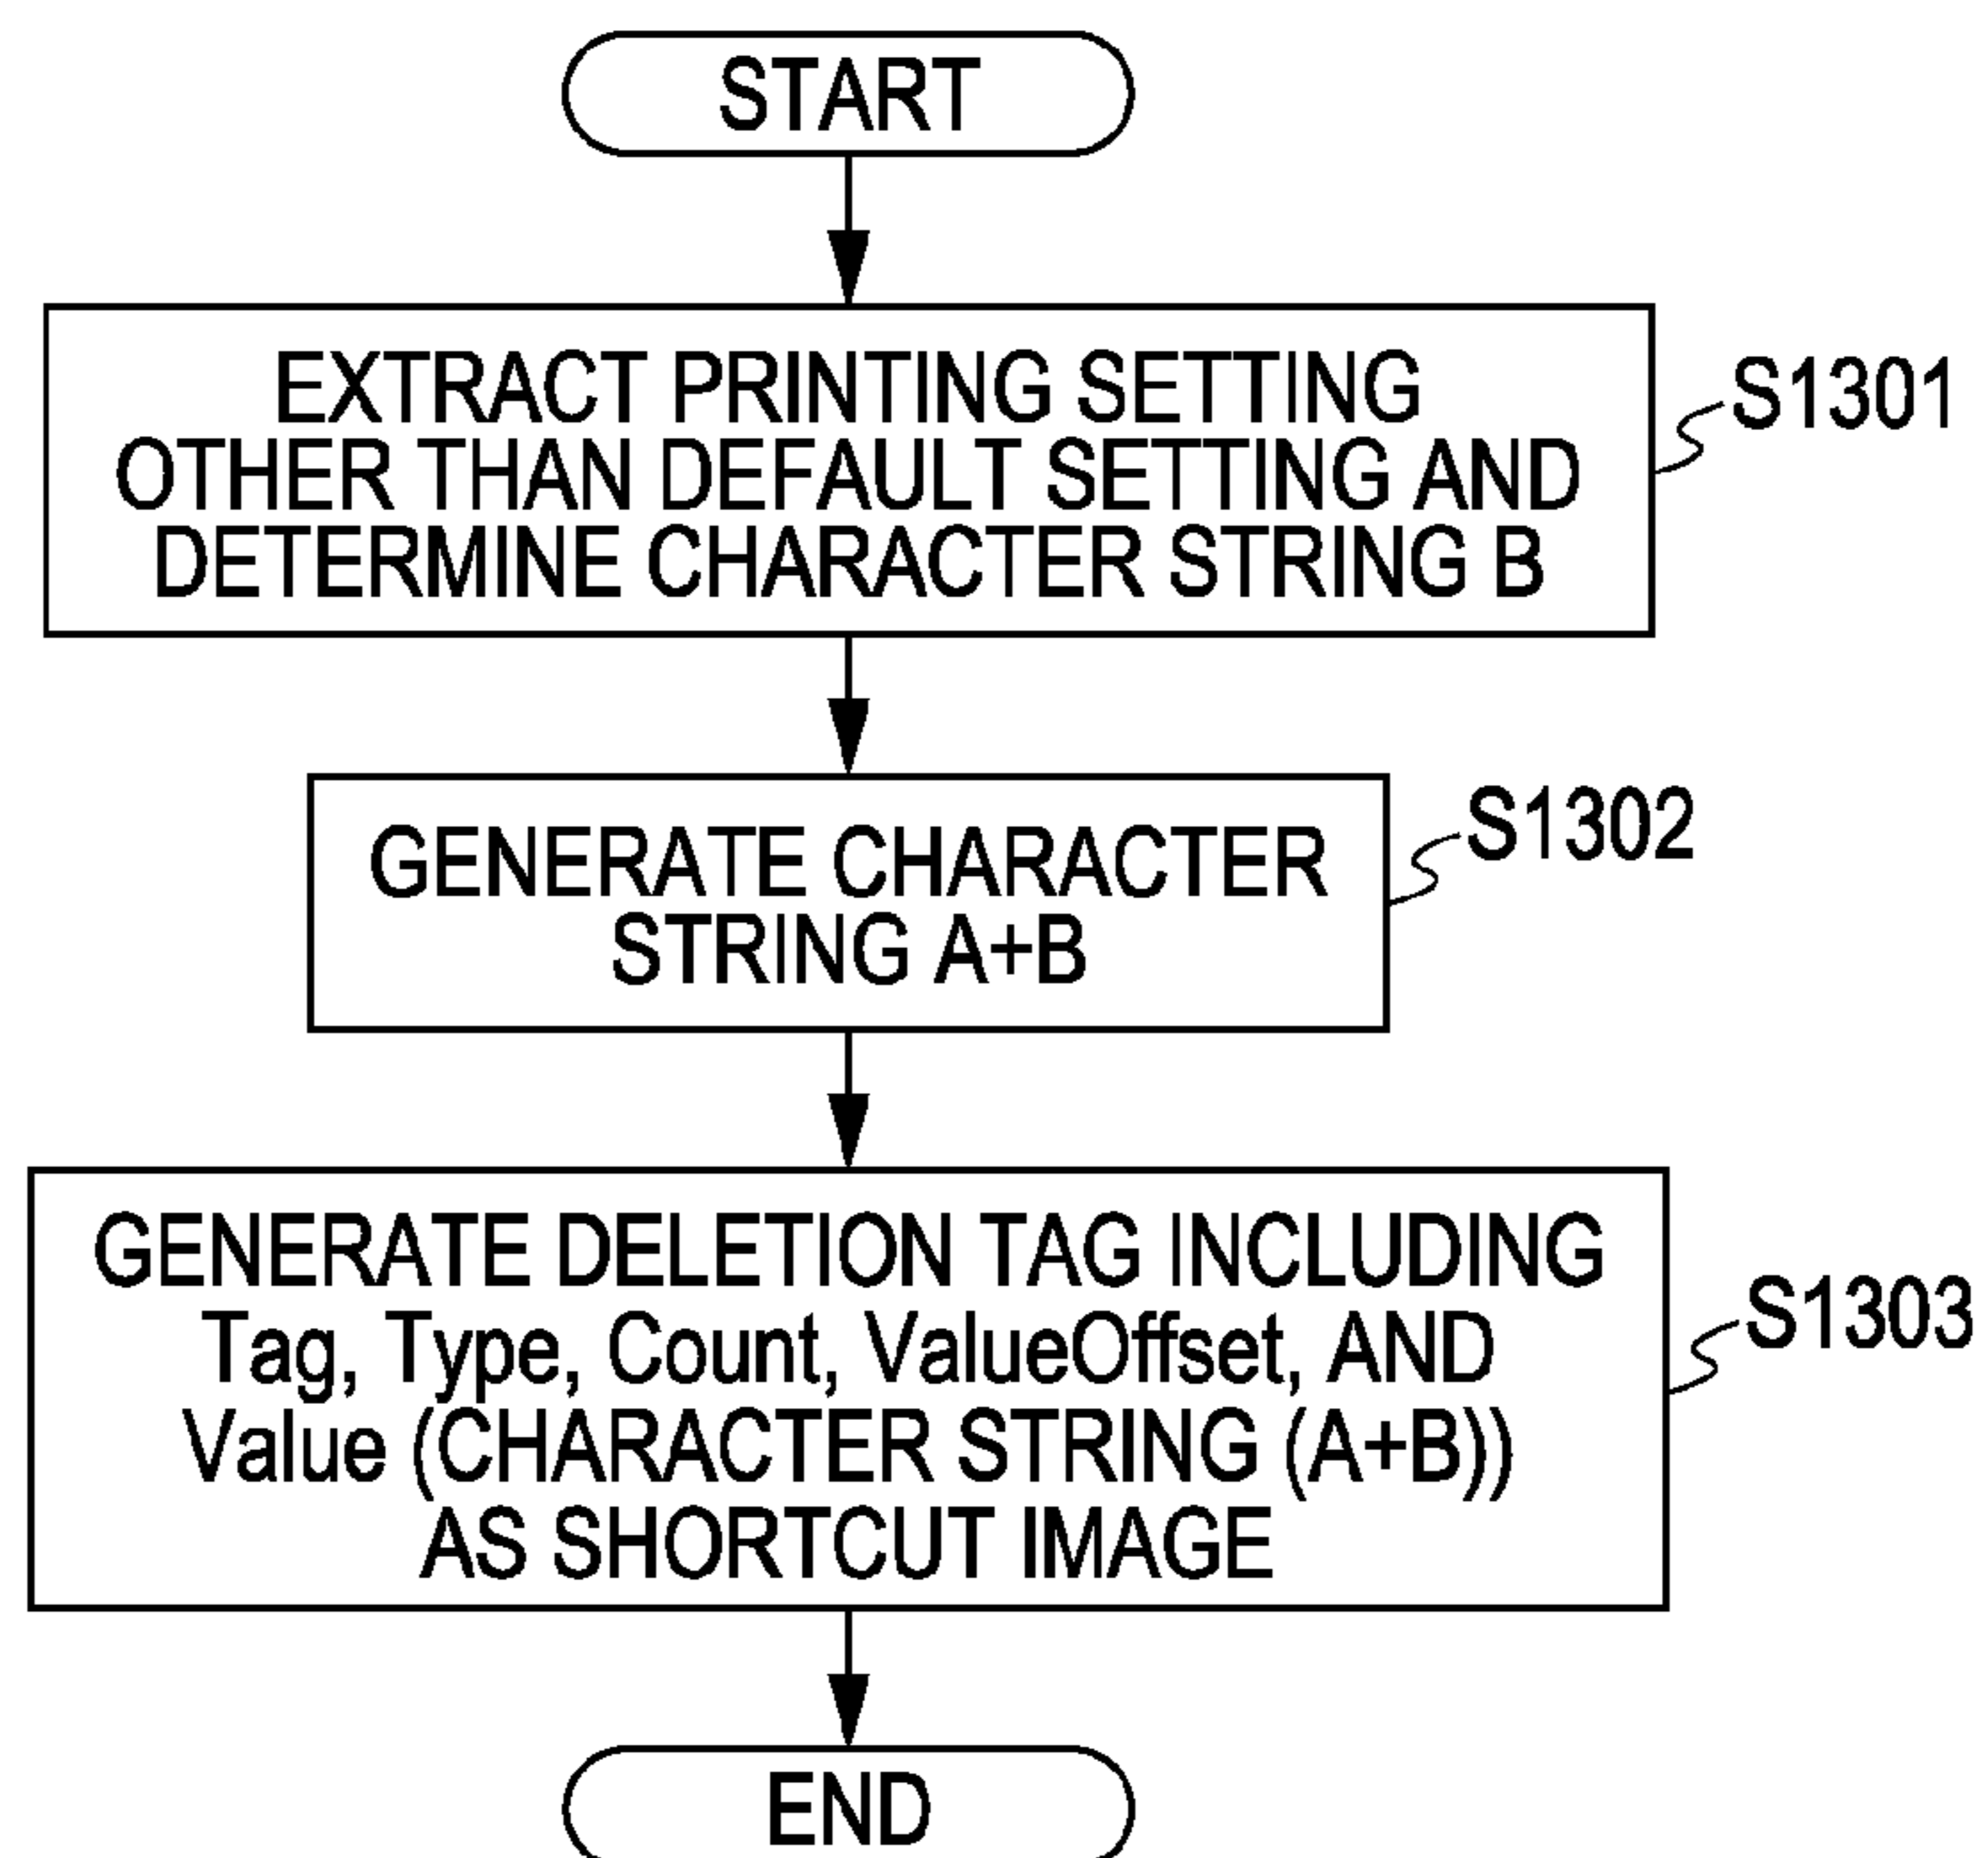 START
EXTRACT PRINTING SETTING
OTHER THAN DEFAULT SETTING AND
DETERMINE CHARACTER STRING B
S1301
GENERATE CHARACTER
STRING A+B
S1302
GENERATE DELETION TAG INCLUDING
Tag, Type, Count, ValueOffset, AND
Value (CHARACTER STRING (A+B))
AS SHORTCUT IMAGE
S1303
END